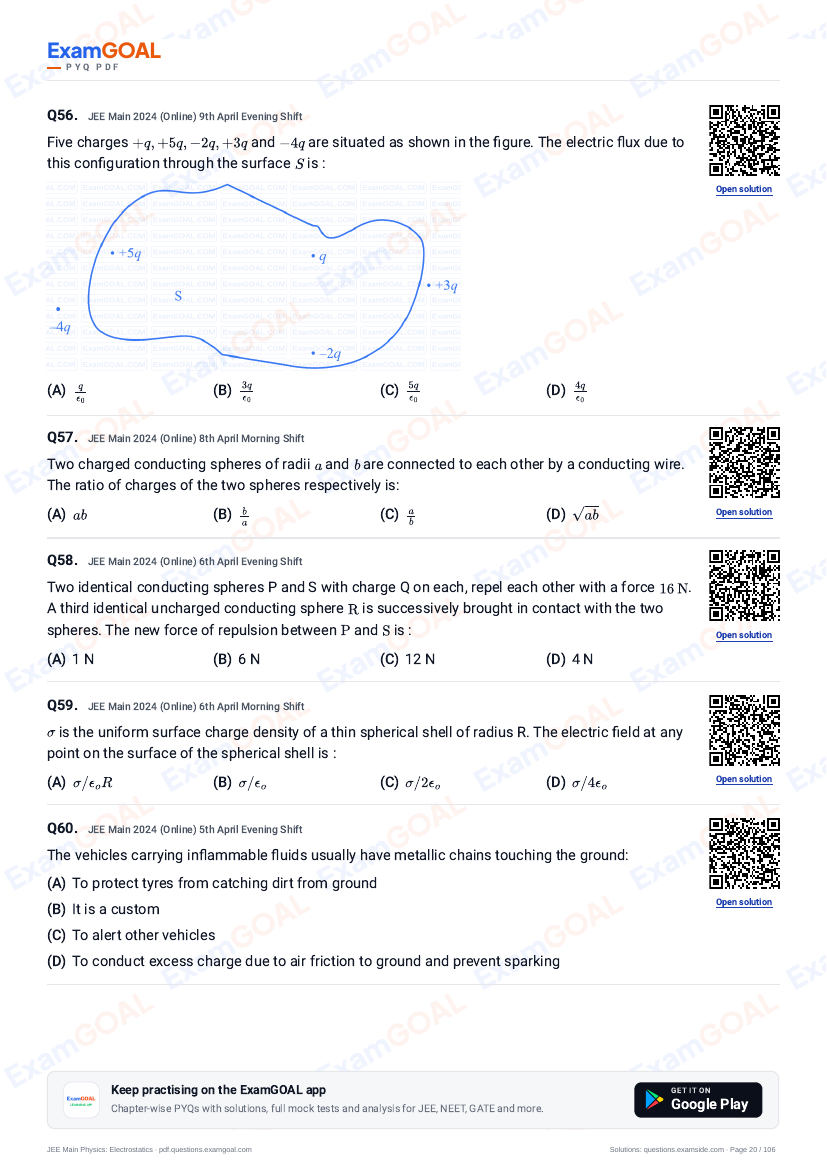 ExamGOAL
PYQ PDF
Q56. JEE Main 2024 (Online) 9th April Evening Shift
Five charges +q, +5q, −2q, +3q and −4q are situated as shown in the figure. The electric flux due to
this configuration through the surface S is :
Open solution
• +5q
• q
• +3q
S
•
–4q
• –2q
(A) q/ϵ₀ (B) 3q/ϵ₀ (C) 5q/ϵ₀ (D) 4q/ϵ₀
Q57. JEE Main 2024 (Online) 8th April Morning Shift
Two charged conducting spheres of radii a and b are connected to each other by a conducting wire.
The ratio of charges of the two spheres respectively is:
(A) ab (B) b/a (C) a/b (D) √ab
Open solution
Q58. JEE Main 2024 (Online) 6th April Evening Shift
Two identical conducting spheres P and S with charge Q on each, repel each other with a force 16 N.
A third identical uncharged conducting sphere R is successively brought in contact with the two
spheres. The new force of repulsion between P and S is :
Open solution
(A) 1 N (B) 6 N (C) 12 N (D) 4 N
Q59. JEE Main 2024 (Online) 6th April Morning Shift
σ is the uniform surface charge density of a thin spherical shell of radius R. The electric field at any
point on the surface of the spherical shell is :
(A) σ/ϵₒR (B) σ/ϵₒ (C) σ/2ϵₒ (D) σ/4ϵₒ
Open solution
Q60. JEE Main 2024 (Online) 5th April Evening Shift
The vehicles carrying inflammable fluids usually have metallic chains touching the ground:
(A) To protect tyres from catching dirt from ground
Open solution
(B) It is a custom
(C) To alert other vehicles
(D) To conduct excess charge due to air friction to ground and prevent sparking
ExamGOAL
Keep practising on the ExamGOAL app
Chapter-wise PYQs with solutions, full mock tests and analysis for JEE, NEET, GATE and more.
GET IT ON
Google Play
JEE Main Physics: Electrostatics · pdf.questions.examgoal.com
Solutions: questions.examside.com · Page 20 / 106